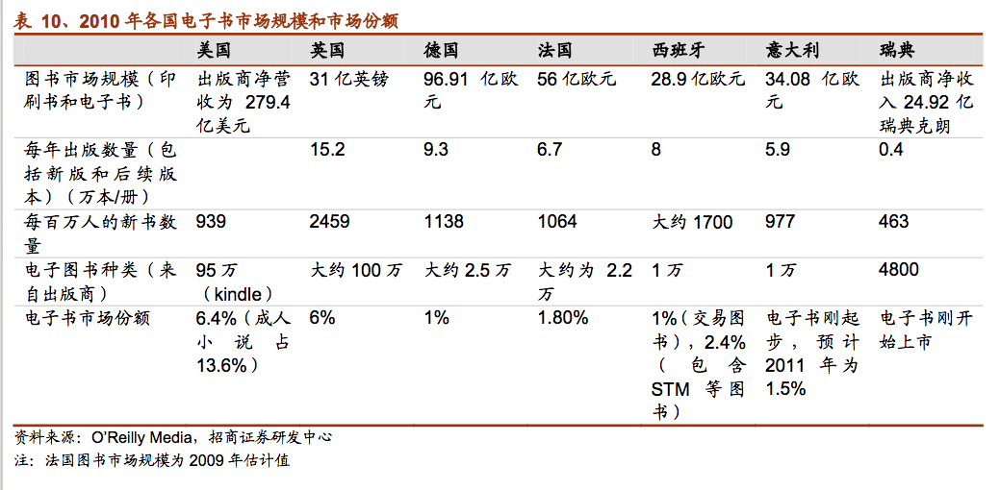 表 10、2010 年各国电子书市场规模和市场份额
美国 英国 德国 法国 西班牙 意大利 瑞典
图书市场规模（印刷书和电子书） 出版商净营收为 279.4 亿美元 31 亿英镑 96.91 亿欧元 56 亿欧元 28.9 亿欧元 34.08 亿欧元 出版商净收入 24.92 亿瑞典克朗
每年出版数量（包括新版和后续版本）（万本/册） 15.2 9.3 6.7 8 5.9 0.4
每百万人的新书数量 939 2459 1138 1064 大约 1700 977 463
电子图书种类（来自出版商） 95 万（kindle） 大约 100 万 大约 2.5 万 大约为 2.2 万 1 万 1 万 4800
电子书市场份额 6.4%（成人小说占 13.6%） 6% 1% 1.80% 1%（交易图书），2.4%（包含 STM 等图书） 电子书刚起步，预计 2011 年为 1.5% 电子书刚开始上市
资料来源：O'Reilly Media，招商证券研发中心
注：法国图书市场规模为 2009 年估计值